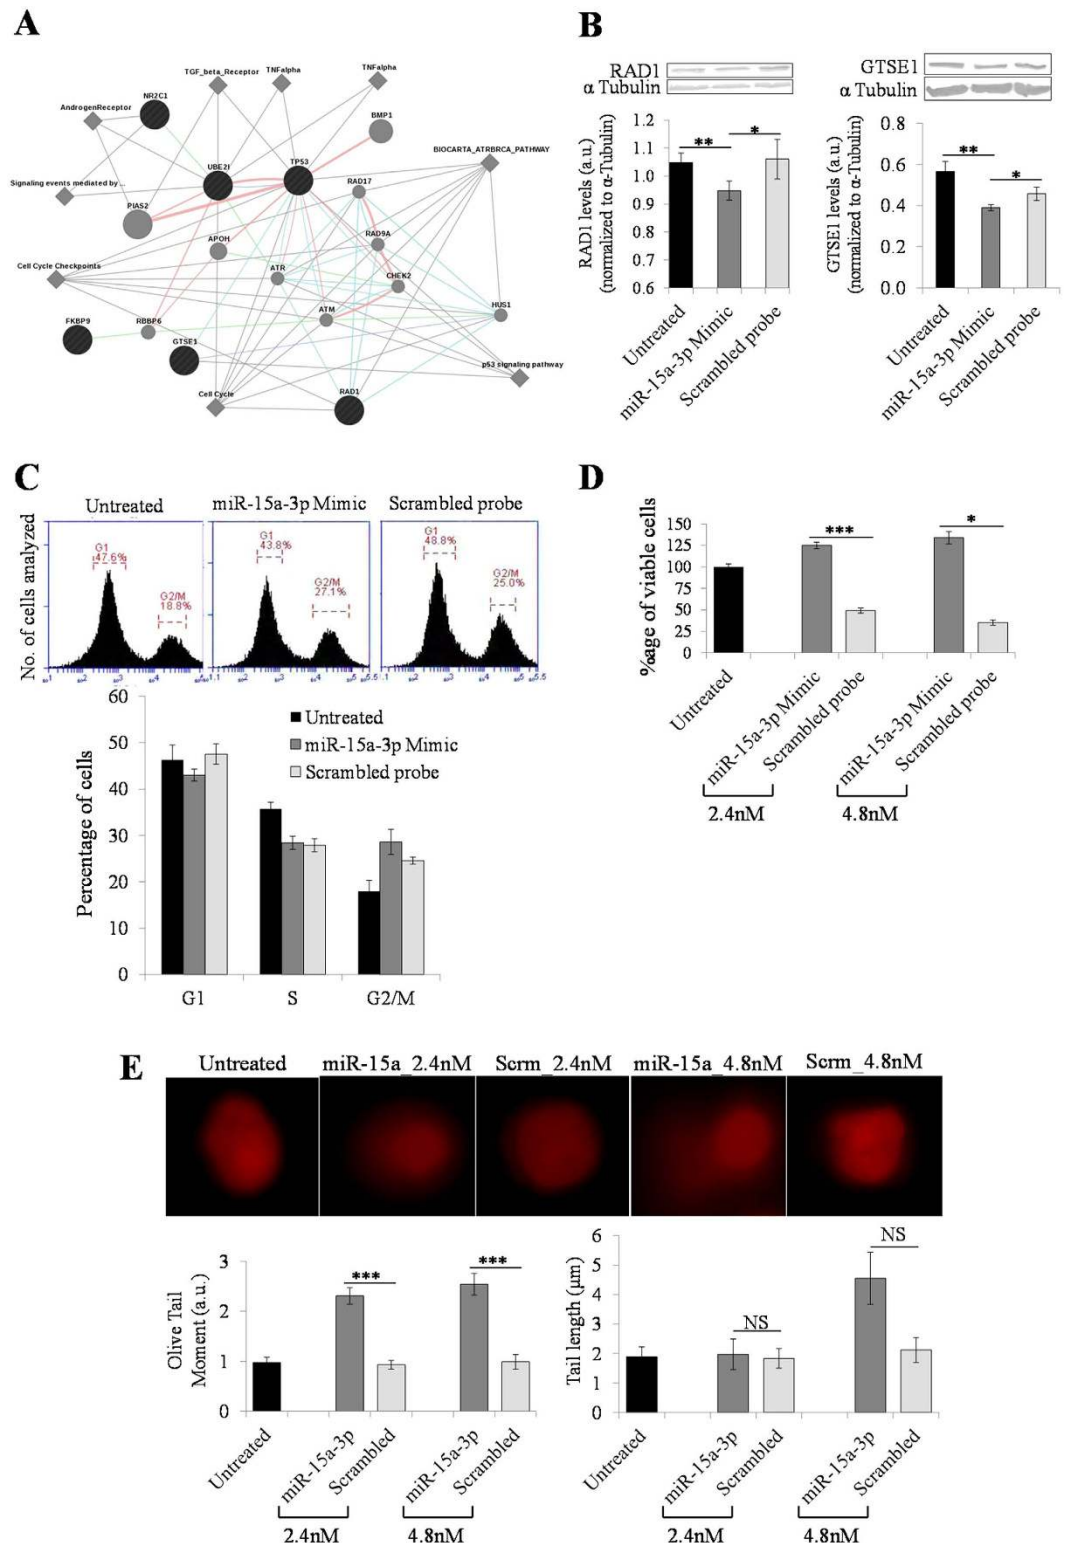 A
TGF_beta_Receptor
TNFalpha
TNFalpha
NR2C1
AndrogenReceptor
BMP1
BIOCARTA_ATRBRCA_PATHWAY
UBE2I
TP53
RAD17
Signaling events mediated by ...
PIAS2
RAD9A
APOH
Cell Cycle Checkpoints
ATR
CHEK2
ATM
HUS1
FKBP9
RBBP6
GTSE1
p53 signaling pathway
Cell Cycle
RAD1
B
RAD1
α Tubulin
RAD1 levels (a.u.)
(normalized to α-Tubulin)
1.2
1.1
1.0
0.9
0.8
0.7
0.6
**
*
Untreated
miR-15a-3p Mimic
Scrambled probe
GTSE1
α Tubulin
GTSE1 levels (a.u.)
(normalized to α-Tubulin)
0.8
0.6
0.4
0.2
0.0
**
*
Untreated
miR-15a-3p Mimic
Scrambled probe
C
Untreated
miR-15a-3p Mimic
Scrambled probe
No. of cells analyzed
G1
47.6%
G2/M
18.8%
G1
43.8%
G2/M
27.1%
G1
48.8%
G2/M
25.0%
Percentage of cells
60
50
40
30
20
10
0
Untreated
miR-15a-3p Mimic
Scrambled probe
G1
S
G2/M
D
%age of viable cells
150
125
100
75
50
25
0
***
*
Untreated
miR-15a-3p Mimic
Scrambled probe
miR-15a-3p Mimic
Scrambled probe
2.4nM
4.8nM
E
Untreated
miR-15a_2.4nM
Scrm_2.4nM
miR-15a_4.8nM
Scrm_4.8nM
Olive Tail
Moment (a.u.)
3
2
1
0
***
***
Untreated
miR-15a-3p
Scrambled
miR-15a-3p
Scrambled
2.4nM
4.8nM
Tail length (μm)
6
5
4
3
2
1
0
NS
NS
Untreated
miR-15a-3p
Scrambled
miR-15a-3p
Scrambled
2.4nM
4.8nM